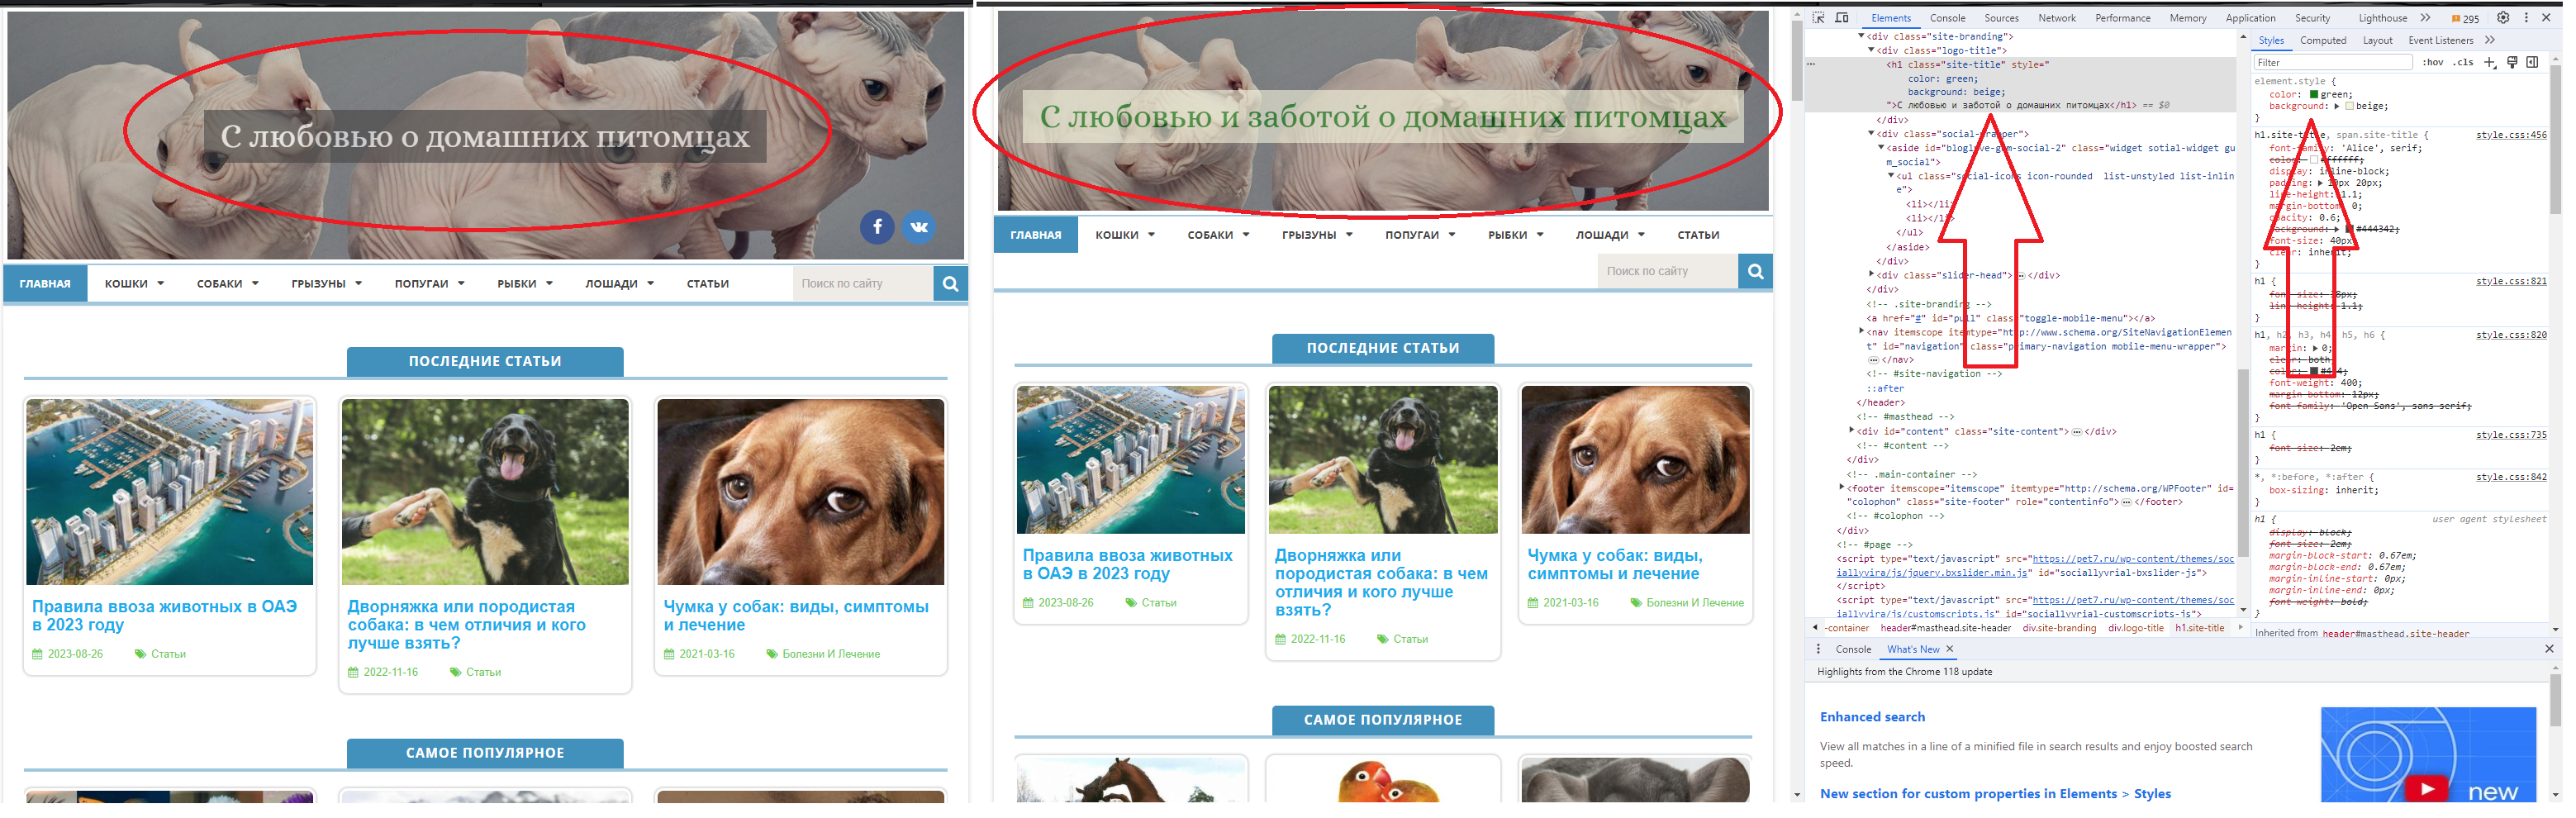 С любовью о домашних питомцах
ГЛАВНАЯ КОШКИ СОБАКИ ГРЫЗУНЫ ПОПУГАИ РЫБКИ ЛОШАДИ СТАТЬИ Поиск по сайту
ПОСЛЕДНИЕ СТАТЬИ
Правила ввоза животных в ОАЭ
в 2023 году
2023-08-26 Статьи
Дворняжка или породистая
собака: в чем отличия и кого
лучше взять?
2022-11-16 Статьи
Чумка у собак: виды, симптомы
и лечение
2021-03-16 Болезни И Лечение
САМОЕ ПОПУЛЯРНОЕ
С любовью и заботой о домашних питомцах
ГЛАВНАЯ КОШКИ СОБАКИ ГРЫЗУНЫ ПОПУГАИ РЫБКИ ЛОШАДИ СТАТЬИ
Поиск по сайту
ПОСЛЕДНИЕ СТАТЬИ
Правила ввоза животных
в ОАЭ в 2023 году
2023-08-26 Статьи
Дворняжка или
породистая собака: в чем
отличия и кого лучше
взять?
2022-11-16 Статьи
Чумка у собак: виды,
симптомы и лечение
2021-03-16 Болезни И Лечение
САМОЕ ПОПУЛЯРНОЕ
Elements Console Sources Network Performance Memory Application Security Lighthouse 295
<div class="site-branding">
<div class="logo-title">
<h1 class="site-title" style="
color: green;
background: beige;
">С любовью и заботой о домашних питомцах</h1> == $0
</div>
<div class="social-wrapper">
<aside id="bloglove-gum-social-2" class="widget sotial-widget gu
m_social">
<ul class="social-icons icon-rounded list-unstyled list-inlin
e">
<li></li>
<li></li>
</ul>
</aside>
</div>
<div class="slider-head"> </div>
</div>
<!-- .site-branding -->
<a href="#" id="pull" class="toggle-mobile-menu"></a>
<nav itemscope itemtype="http://www.schema.org/SiteNavigationElemen
t" id="navigation" class="primary-navigation mobile-menu-wrapper">
</nav>
<!-- #site-navigation -->
::after
</header>
<!-- #masthead -->
<div id="content" class="site-content"> </div>
<!-- #content -->
</div>
<!-- .main-container -->
<footer itemscope="itemscope" itemtype="http://schema.org/WPFooter" id=
"colophon" class="site-footer" role="contentinfo"> </footer>
<!-- #colophon -->
</div>
<!-- #page -->
<script type="text/javascript" src="https://pet7.ru/wp-content/themes/soc
iallyvira/js/jquery.bxslider.min.js" id="sociallyvrial-bxslider-js">
</script>
<script type="text/javascript" src="https://pet7.ru/wp-content/themes/soc
iallyvira/js/customscripts.js" id="sociallyvrial-customscripts-js">
-container header#masthead.site-header div.site-branding div.logo-title h1.site-title
Styles Computed Layout Event Listeners
Filter :hov .cls
element.style {
color: green;
background: beige;
}
h1.site-title, span.site-title { style.css:456
font-family: 'Alice', serif;
color: #ffffff;
display: inline-block;
padding: 10px 20px;
line-height: 1.1;
margin-bottom: 0;
opacity: 0.6;
background: #444342;
font-size: 40px;
clear: inherit;
}
h1 { style.css:821
line-height: 1.1;
}
h1, h2, h3, h4, h5, h6 { style.css:820
margin: 0;
clear: both;
color: #444;
font-weight: 400;
margin-bottom: 12px;
font-family: 'Open Sans', sans-serif;
}
h1 { style.css:735
font-size: 2em;
}
*, *:before, *:after { style.css:842
box-sizing: inherit;
}
h1 { user agent stylesheet
display: block;
font-size: 2em;
margin-block-start: 0.67em;
margin-block-end: 0.67em;
margin-inline-start: 0px;
margin-inline-end: 0px;
font-weight: bold;
}
Inherited from header#masthead.site-header
Console What's New
Highlights from the Chrome 118 update
Enhanced search
View all matches in a line of a minified file in search results and enjoy boosted search
speed.
New section for custom properties in Elements > Styles
new